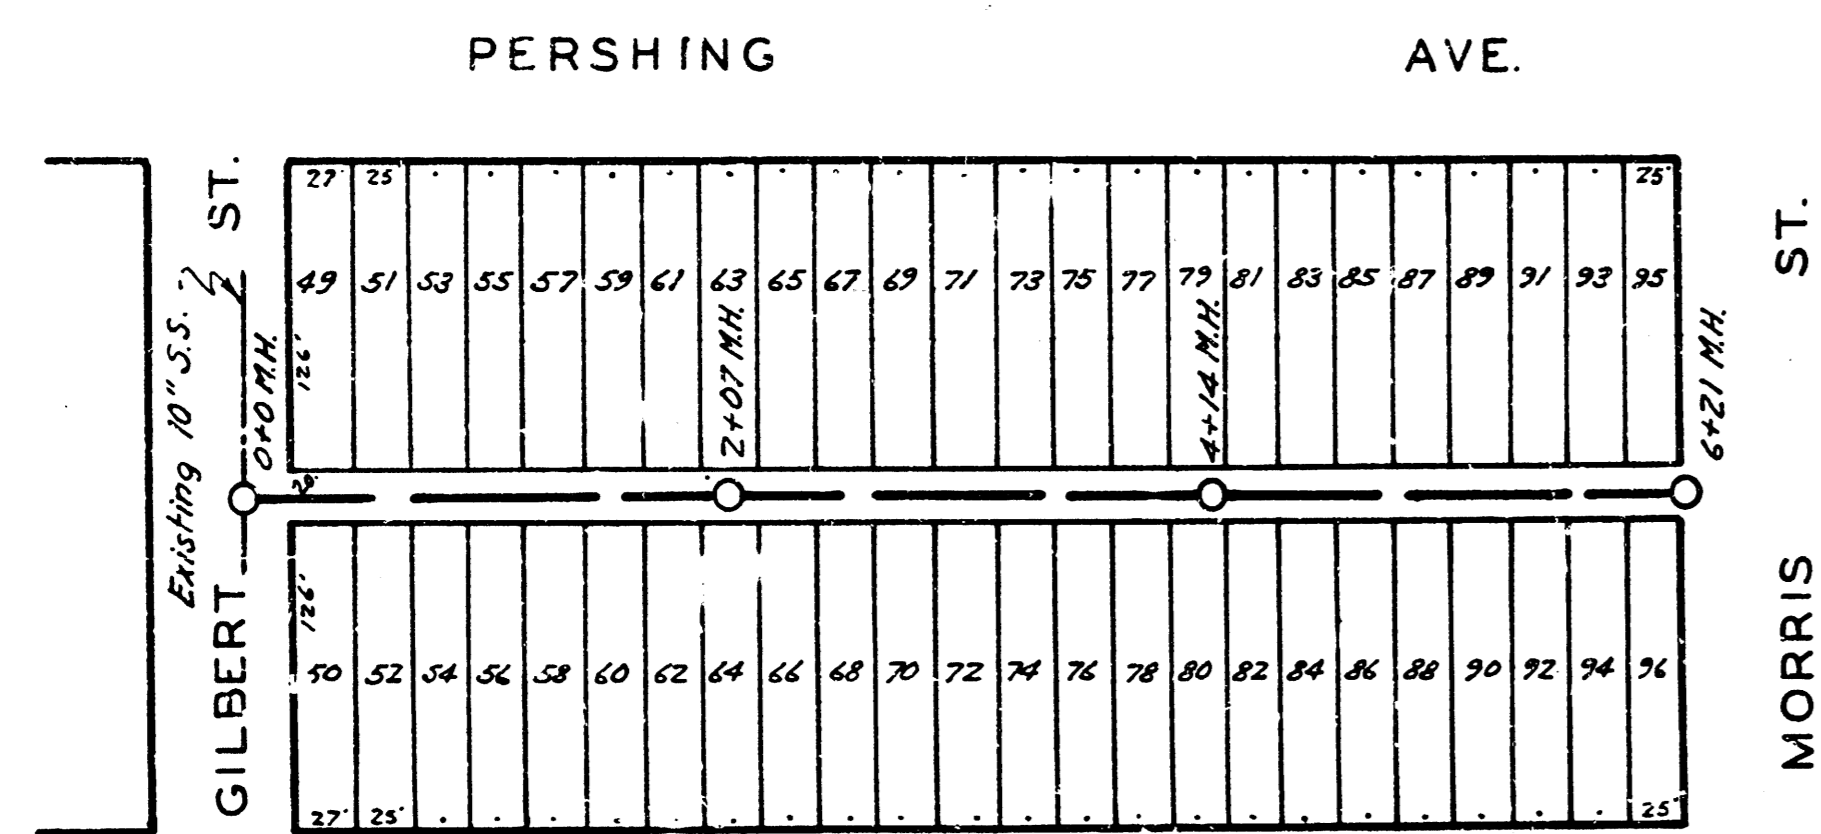 PERSHING AVE.
GILBERT ST.
MORRIS ST.
Existing 10" S.S.
27' 25' 25'
49 51 53 55 57 59 61 63 65 67 69 71 73 75 77 79 81 83 85 87 89 91 93 95
126'
0+0 M.H.
2+07 M.H.
4+14 M.H.
6+21 M.H.
20'
126'
50 52 54 56 58 60 62 64 66 68 70 72 74 76 78 80 82 84 86 88 90 92 94 96
27' 25' 25'